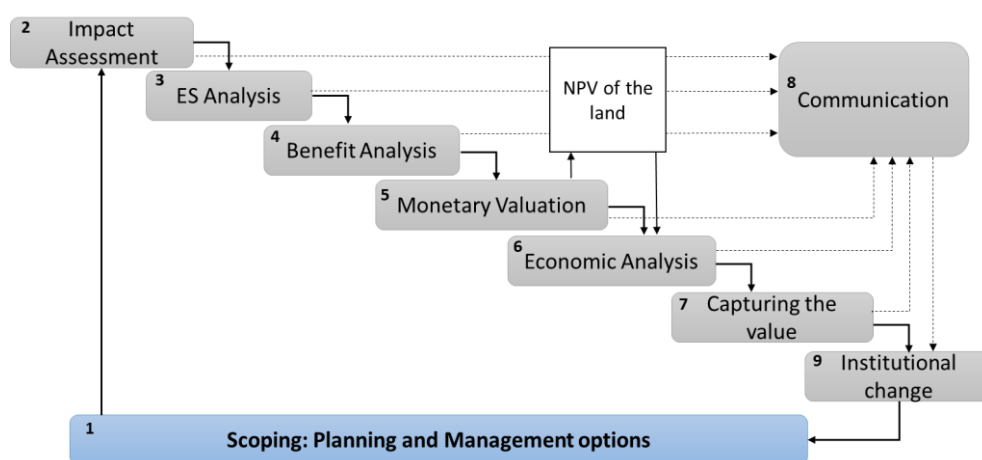 2
Impact
Assessment
3
ES Analysis
4
Benefit Analysis
5
Monetary Valuation
NPV of the
land
6
Economic Analysis
7
Capturing the
value
8
Communication
9
Institutional
change
1
Scoping: Planning and Management options